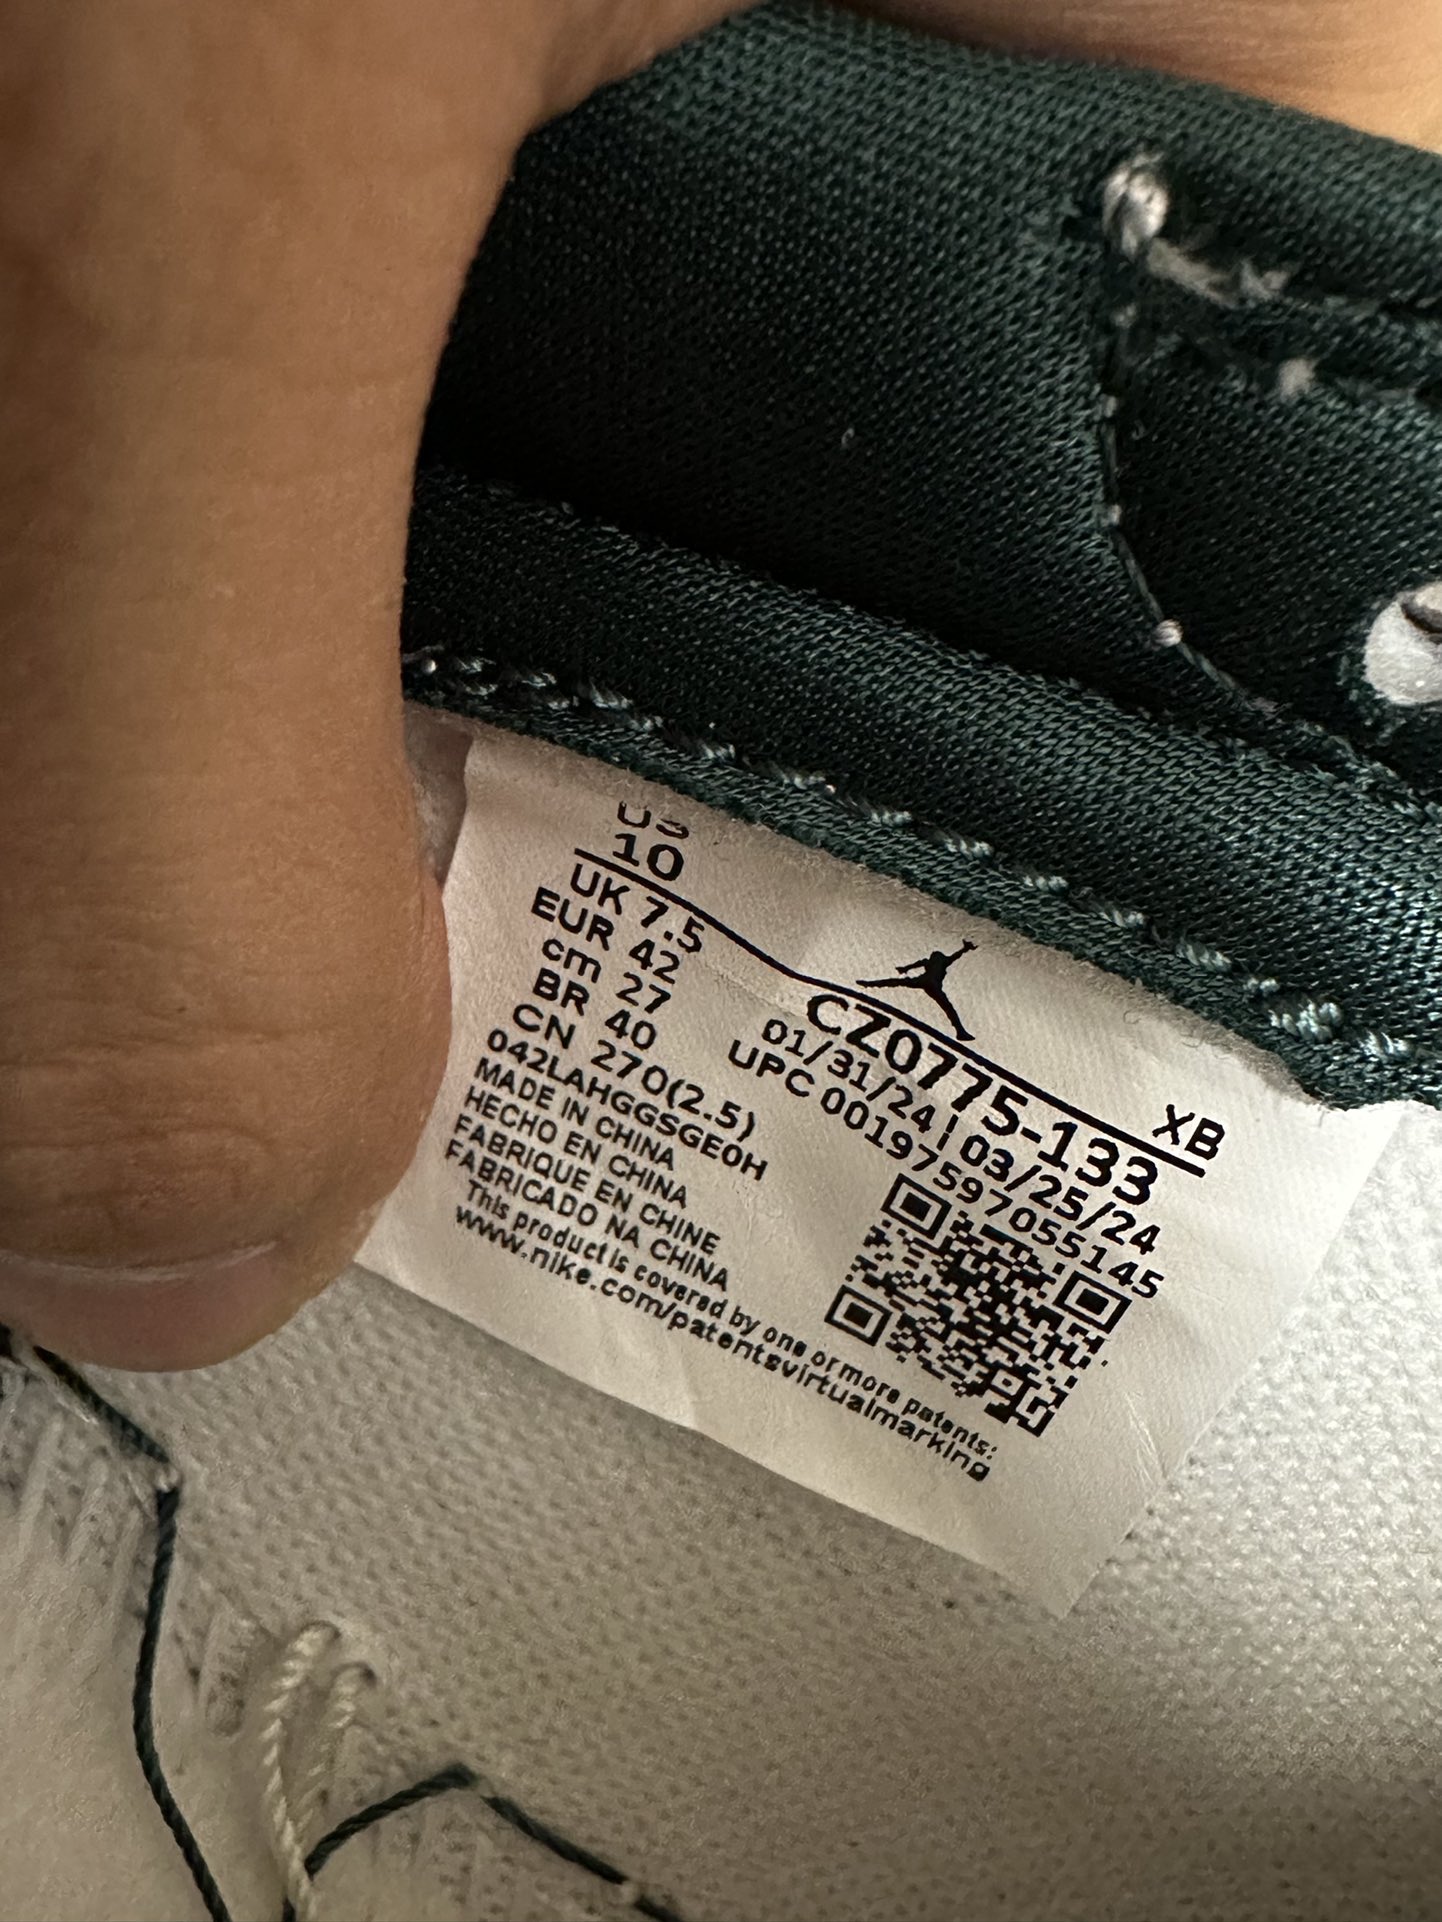 US
10
UK 7.5
EUR 42
cm 27
BR 40
CN 270(2.5)
042LAHGGSGE0H
MADE IN CHINA
HECHO EN CHINA
FABRIQUE EN CHINE
FABRICADO NA CHINA
This product is covered by one or more patents:
www.nike.com/patentsvirtualmarking
XB
CZ0775-133
01/31/24 | 03/25/24
UPC 00197597055145